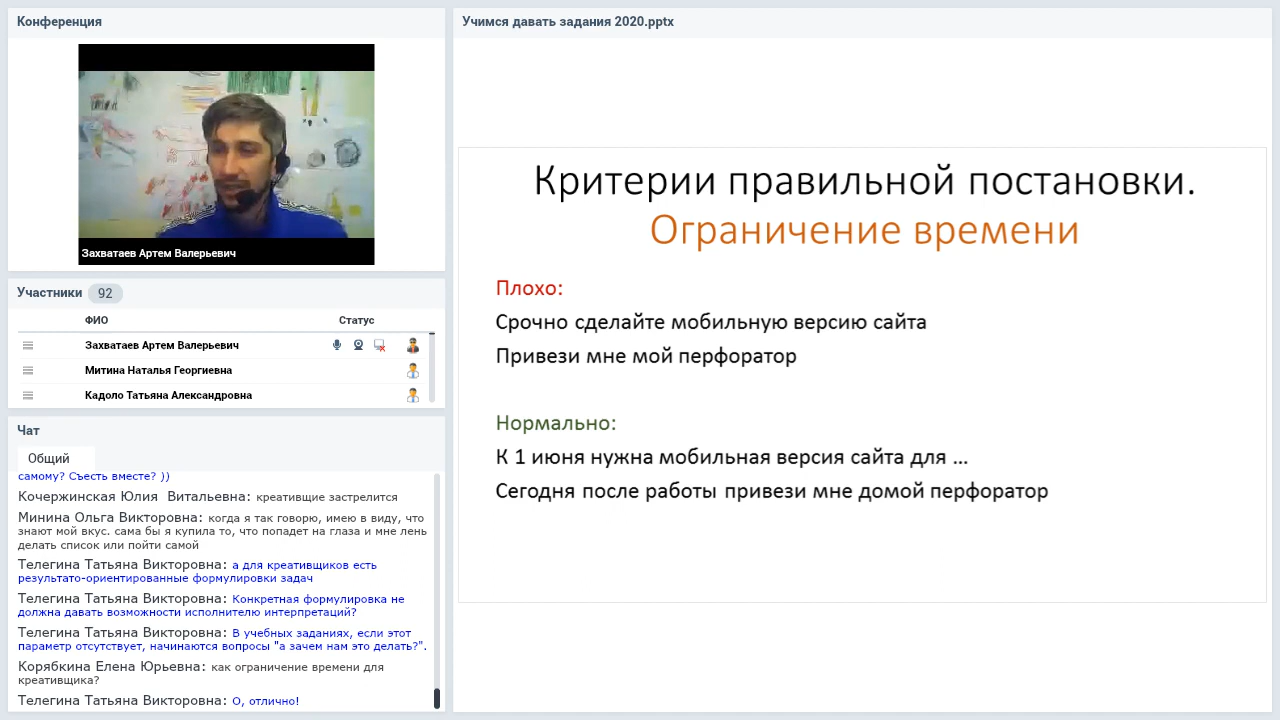 Конференция
Захватаев Артем Валерьевич
Участники 92
ФИО Статус
Захватаев Артем Валерьевич
Митина Наталья Георгиевна
Кадоло Татьяна Александровна
Чат
Общий
самому? Съесть вместе? ))
Кочержинская Юлия Витальевна: креативщие застрелится
Минина Ольга Викторовна: когда я так говорю, имею в виду, что
знают мой вкус. сама бы я купила то, что попадет на глаза и мне лень
делать список или пойти самой
Телегина Татьяна Викторовна: а для креативщиков есть
результато-ориентированные формулировки задач
Телегина Татьяна Викторовна: Конкретная формулировка не
должна давать возможности исполнителю интерпретаций?
Телегина Татьяна Викторовна: В учебных заданиях, если этот
параметр отсутствует, начинаются вопросы "а зачем нам это делать?".
Корябкина Елена Юрьевна: как ограничение времени для
креативщика?
Телегина Татьяна Викторовна: О, отлично!
Учимся давать задания 2020.pptx
Критерии правильной постановки.
Ограничение времени
Плохо:
Срочно сделайте мобильную версию сайта
Привези мне мой перфоратор
Нормально:
К 1 июня нужна мобильная версия сайта для ...
Сегодня после работы привези мне домой перфоратор